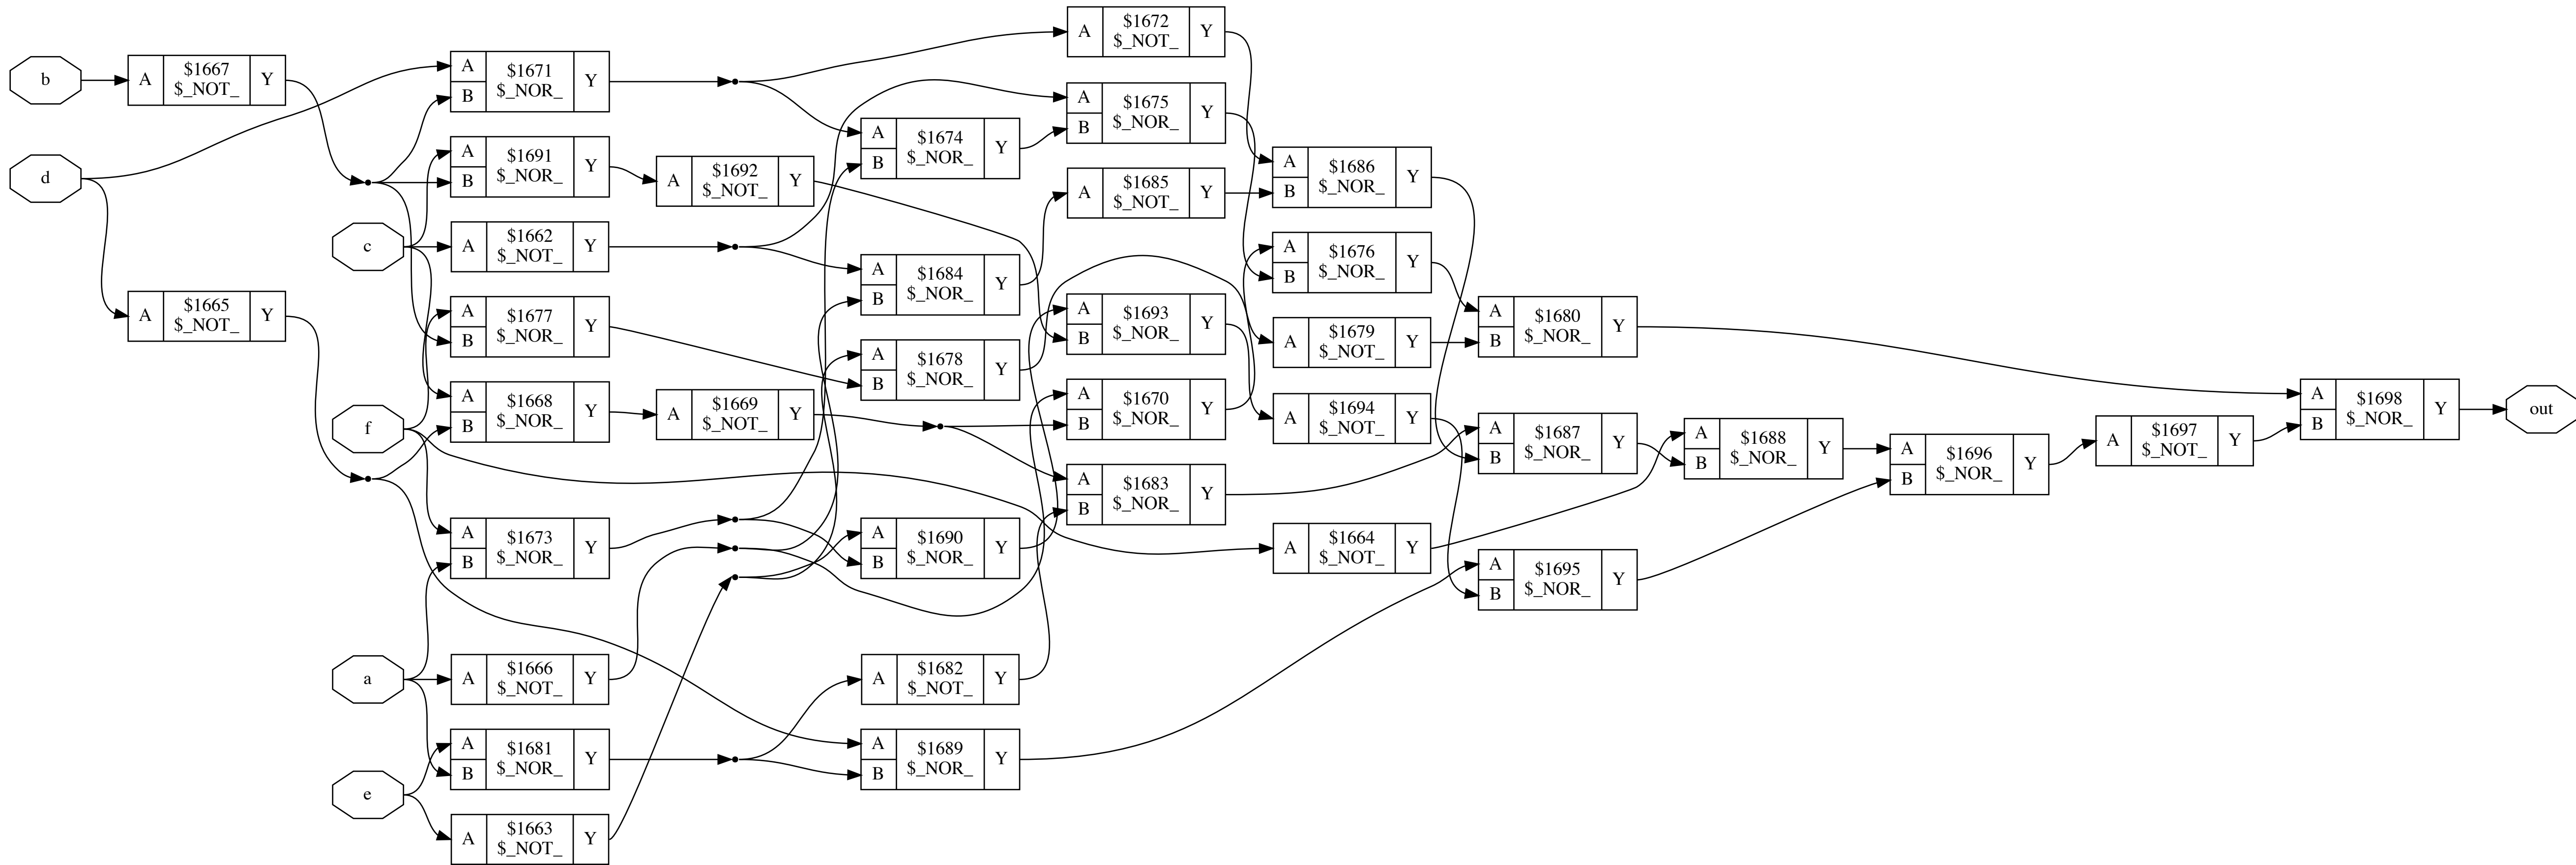 b
A
$1667
$_NOT_
Y
d
A
$1665
$_NOT_
Y
c
f
a
e
A
B
$1671
$_NOR_
Y
A
B
$1691
$_NOR_
Y
A
$1662
$_NOT_
Y
A
B
$1677
$_NOR_
Y
A
B
$1668
$_NOR_
Y
A
B
$1673
$_NOR_
Y
A
$1666
$_NOT_
Y
A
B
$1681
$_NOR_
Y
A
$1663
$_NOT_
Y
A
$1692
$_NOT_
Y
A
$1669
$_NOT_
Y
A
B
$1674
$_NOR_
Y
A
B
$1684
$_NOR_
Y
A
B
$1678
$_NOR_
Y
A
B
$1690
$_NOR_
Y
A
$1682
$_NOT_
Y
A
B
$1689
$_NOR_
Y
A
$1672
$_NOT_
Y
A
B
$1675
$_NOR_
Y
A
$1685
$_NOT_
Y
A
B
$1693
$_NOR_
Y
A
B
$1670
$_NOR_
Y
A
B
$1683
$_NOR_
Y
A
B
$1686
$_NOR_
Y
A
B
$1676
$_NOR_
Y
A
$1679
$_NOT_
Y
A
$1694
$_NOT_
Y
A
$1664
$_NOT_
Y
A
B
$1680
$_NOR_
Y
A
B
$1687
$_NOR_
Y
A
B
$1695
$_NOR_
Y
A
B
$1688
$_NOR_
Y
A
B
$1696
$_NOR_
Y
A
$1697
$_NOT_
Y
A
B
$1698
$_NOR_
Y
out